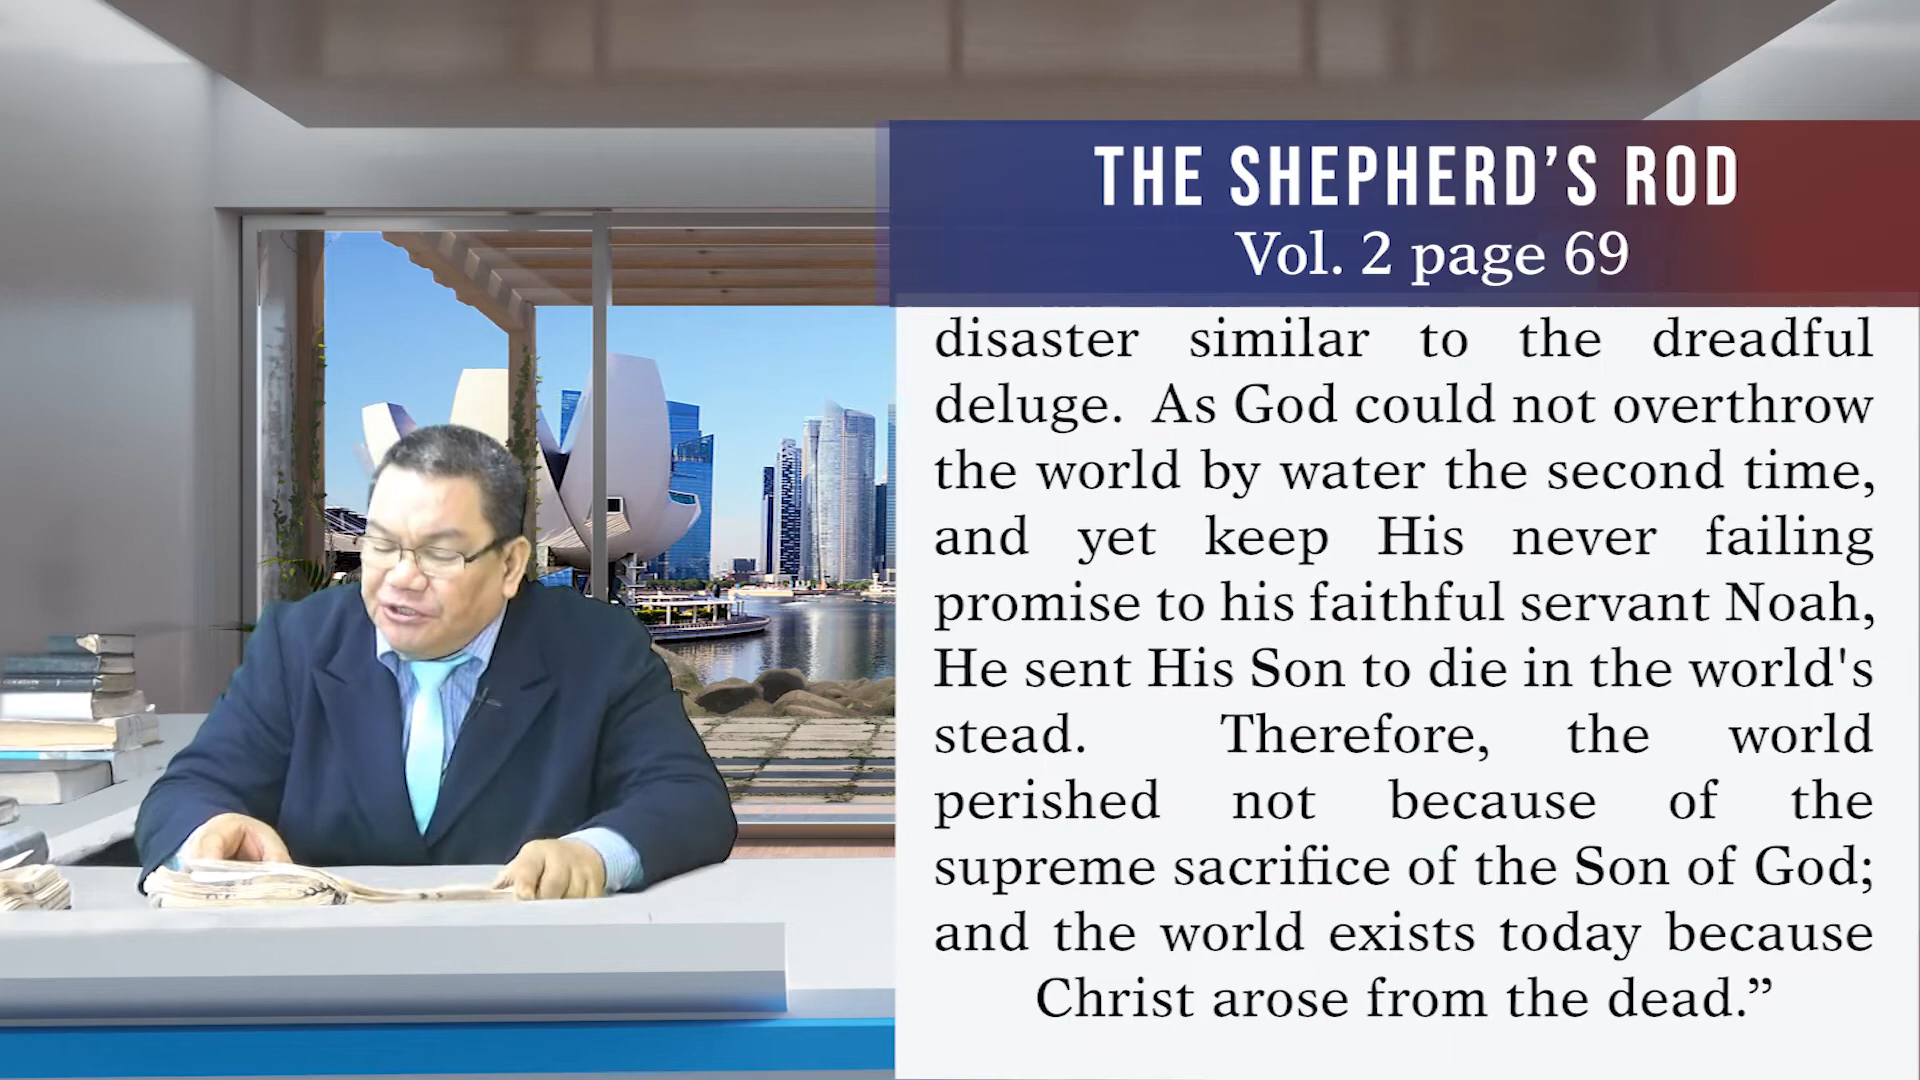 THE SHEPHERD’S ROD
Vol. 2 page 69
disaster similar to the dreadful
deluge. As God could not overthrow
the world by water the second time,
and yet keep His never failing
promise to his faithful servant Noah,
He sent His Son to die in the world's
stead. Therefore, the world
perished not because of the
supreme sacrifice of the Son of God;
and the world exists today because
Christ arose from the dead.”